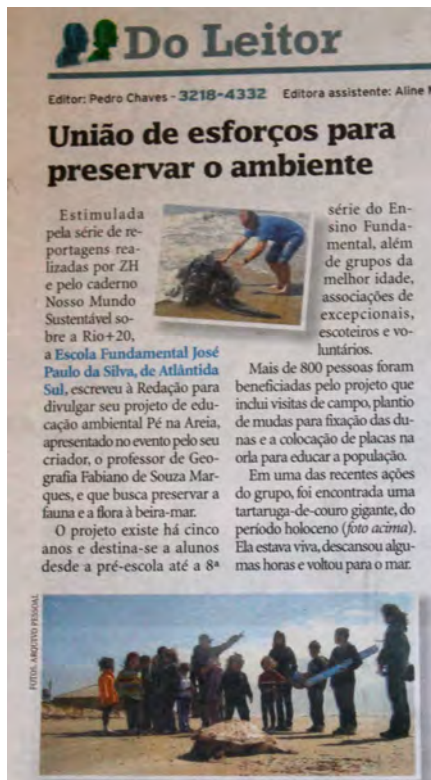 Do Leitor
Editor: Pedro Chaves - 3218-4332 Editora assistente: Aline
União de esforços para
preservar o ambiente
Estimulada
pela série de re-
portagens rea-
lizadas por ZH
e pelo caderno
Nosso Mundo
Sustentável so-
bre a Rio+20,
a Escola Fundamental José
Paulo da Silva, de Atlântida
Sul, escreveu à Redação para
divulgar seu projeto de edu-
cação ambiental Pé na Areia,
apresentado no evento pelo seu
criador, o professor de Geo-
grafia Fabiano de Souza Mar-
ques, e que busca preservar a
fauna e a flora à beira-mar.
O projeto existe há cinco
anos e destina-se a alunos
desde a pré-escola até a 8ª
série do En-
sino Funda-
mental, além
de grupos da
melhor idade,
associações de
excepcionais,
escoteiros e vo-
luntários.
Mais de 800 pessoas foram
beneficiadas pelo projeto que
inclui visitas de campo, plantio
de mudas para fixação das du-
nas e a colocação de placas na
orla para educar a população.
Em uma das recentes ações
do grupo, foi encontrada uma
tartaruga-de-couro gigante, do
período holoceno (foto acima).
Ela estava viva, descansou algu-
mas horas e voltou para o mar.
FOTOS, ARQUIVO PESSOAL